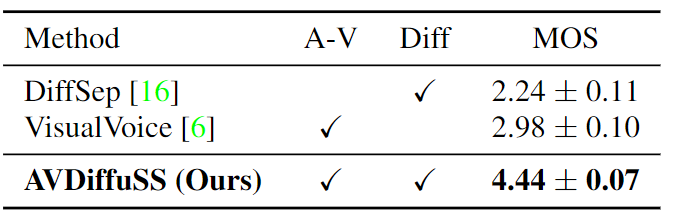 Method A-V Diff MOS
DiffSep [16] ✓ 2.24 ± 0.11
VisualVoice [6] ✓ 2.98 ± 0.10
AVDiffuSS (Ours) ✓ ✓ 4.44 ± 0.07